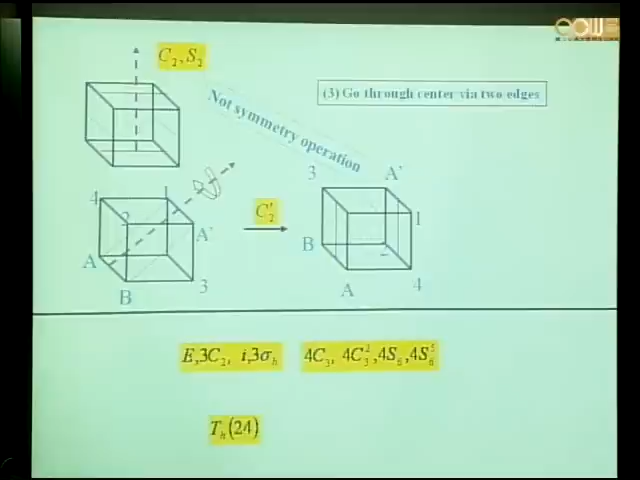 C₂, S₂
(3) Go through center via two edges
Not symmetry operation
4 1
2
A A'
B 3
C₂'
3 A'
1
B 2
A 4
E,3C₂, i,3σₕ
4C₃, 4C₃²,4S₆,4S₆⁵
Tₕ(24)